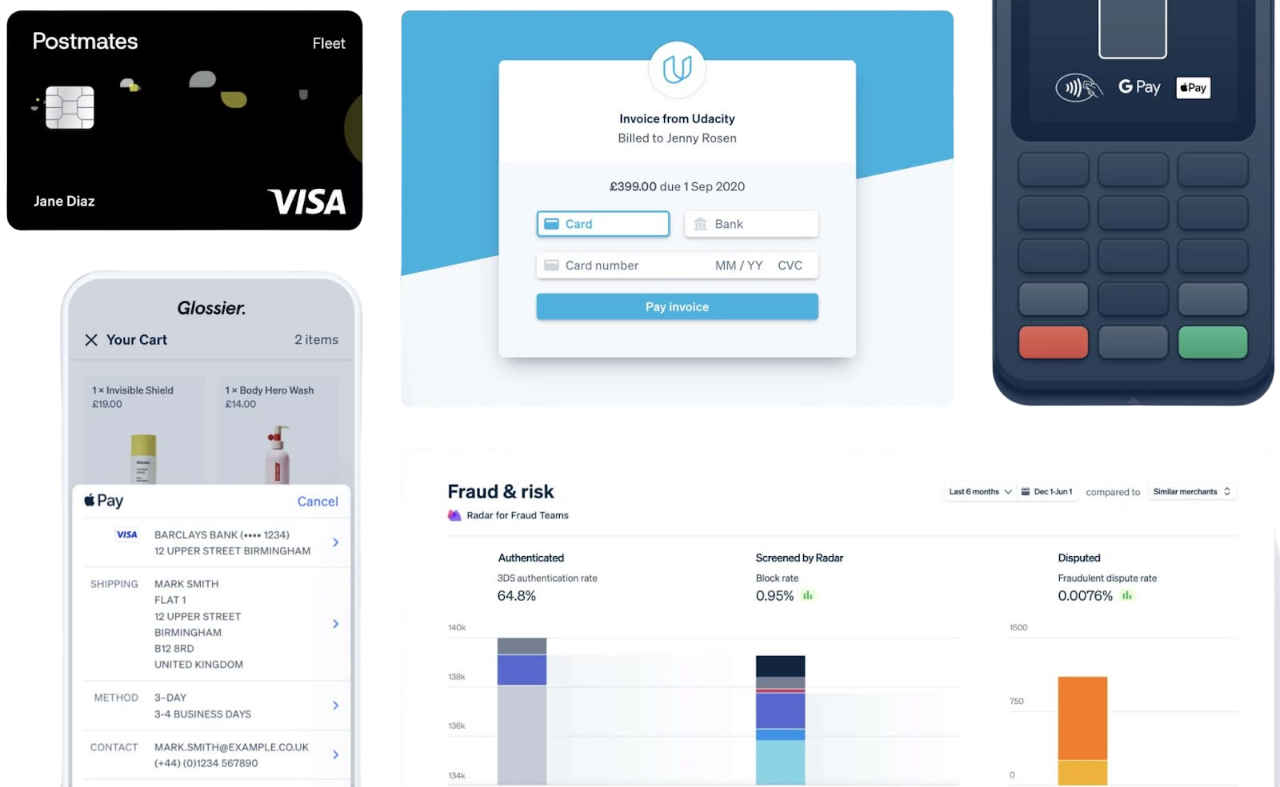 Postmates
Fleet
Jane Diaz
VISA
Invoice from Udacity
Billed to Jenny Rosen
£399.00 due 1 Sep 2020
Card
Bank
Card number MM / YY CVC
Pay invoice
G Pay
Pay
Glossier.
Your Cart
2 items
1 × Invisible Shield
£19.00
1 × Body Hero Wash
£14.00
Glossier
Pay
Cancel
VISA
BARCLAYS BANK (•••• 1234)
12 UPPER STREET BIRMINGHAM
SHIPPING
MARK SMITH
FLAT 1
12 UPPER STREET
BIRMINGHAM
B12 8RD
UNITED KINGDOM
METHOD
3–DAY
3-4 BUSINESS DAYS
CONTACT
MARK.SMITH@EXAMPLE.CO.UK
(+44) (0)1234 567890
Fraud & risk
Radar for Fraud Teams
Last 6 months
Dec 1-Jun 1
compared to
Similar merchants
Authenticated
3DS authentication rate
64.8%
Screened by Radar
Block rate
0.95%
Disputed
Fraudulent dispute rate
0.0076%
140k
138k
136k
134k
1500
750
0